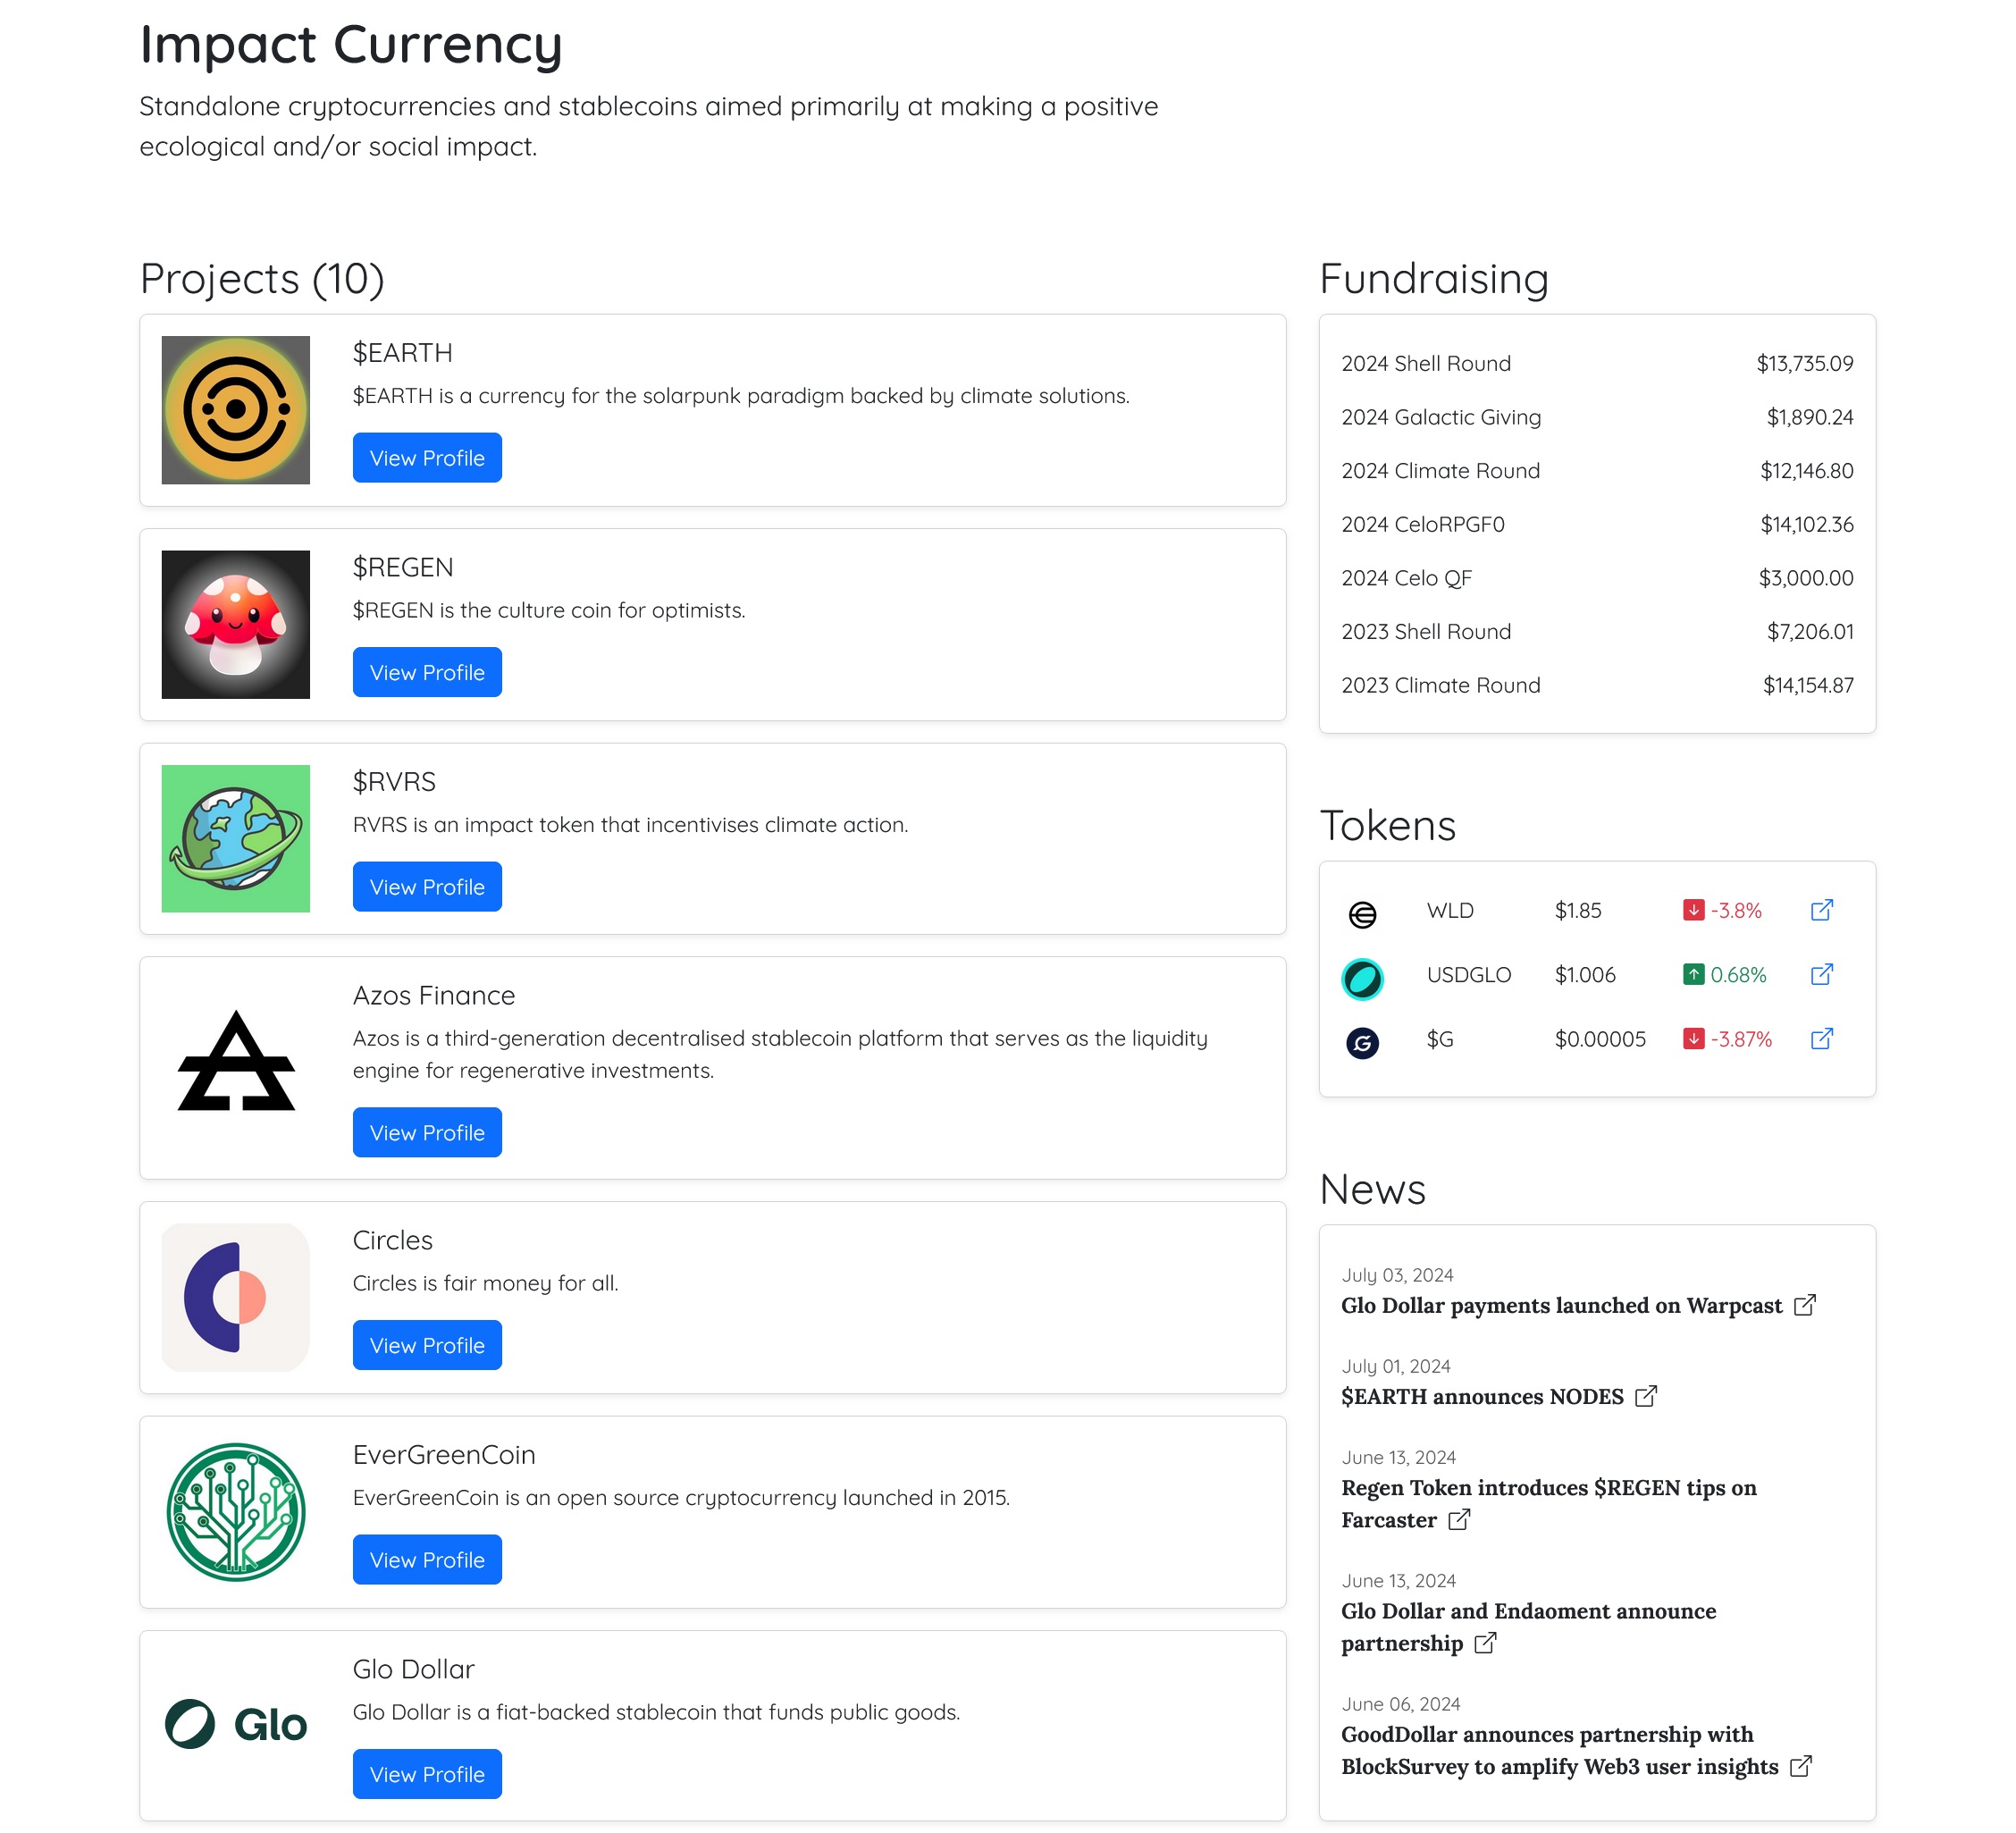 Impact Currency
Standalone cryptocurrencies and stablecoins aimed primarily at making a positive
ecological and/or social impact.
Projects (10)
$EARTH
$EARTH is a currency for the solarpunk paradigm backed by climate solutions.
View Profile
$REGEN
$REGEN is the culture coin for optimists.
View Profile
$RVRS
RVRS is an impact token that incentivises climate action.
View Profile
Azos Finance
Azos is a third-generation decentralised stablecoin platform that serves as the liquidity
engine for regenerative investments.
View Profile
Circles
Circles is fair money for all.
View Profile
EverGreenCoin
EverGreenCoin is an open source cryptocurrency launched in 2015.
View Profile
Glo
Glo Dollar
Glo Dollar is a fiat-backed stablecoin that funds public goods.
View Profile
Fundraising
2024 Shell Round $13,735.09
2024 Galactic Giving $1,890.24
2024 Climate Round $12,146.80
2024 CeloRPGF0 $14,102.36
2024 Celo QF $3,000.00
2023 Shell Round $7,206.01
2023 Climate Round $14,154.87
Tokens
WLD $1.85 -3.8%
USDGLO $1.006 0.68%
$G $0.00005 -3.87%
News
July 03, 2024
Glo Dollar payments launched on Warpcast
July 01, 2024
$EARTH announces NODES
June 13, 2024
Regen Token introduces $REGEN tips on
Farcaster
June 13, 2024
Glo Dollar and Endaoment announce
partnership
June 06, 2024
GoodDollar announces partnership with
BlockSurvey to amplify Web3 user insights